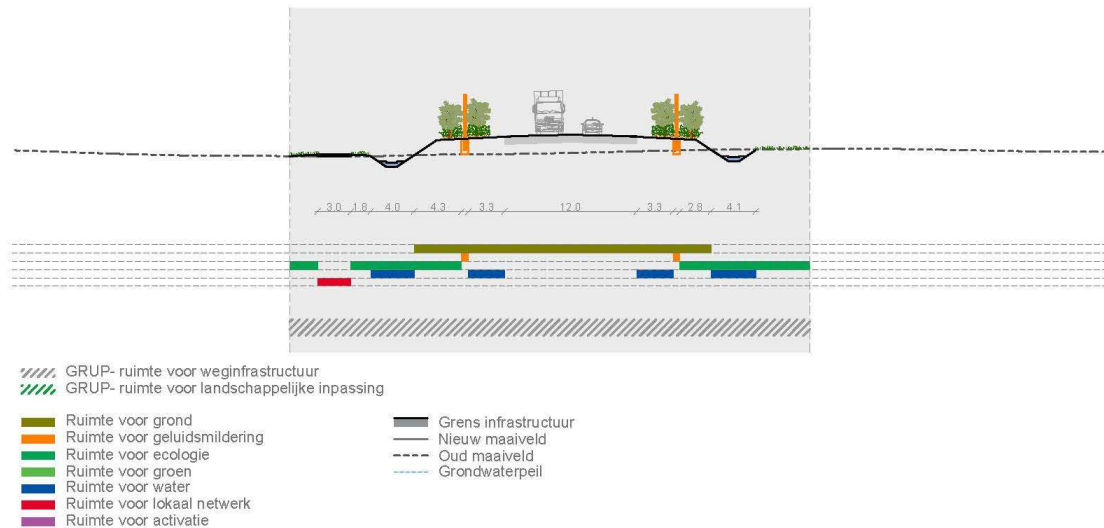 3.0 1.8 4.0 4.3 3.3 12.0 3.3 2.8 4.1
GRUP- ruimte voor weginfrastructuur
GRUP- ruimte voor landschappelijke inpassing
Ruimte voor grond
Ruimte voor geluidsmildering
Ruimte voor ecologie
Ruimte voor groen
Ruimte voor water
Ruimte voor lokaal netwerk
Ruimte voor activatie
Grens infrastructuur
Nieuw maaiveld
Oud maaiveld
Grondwaterpeil